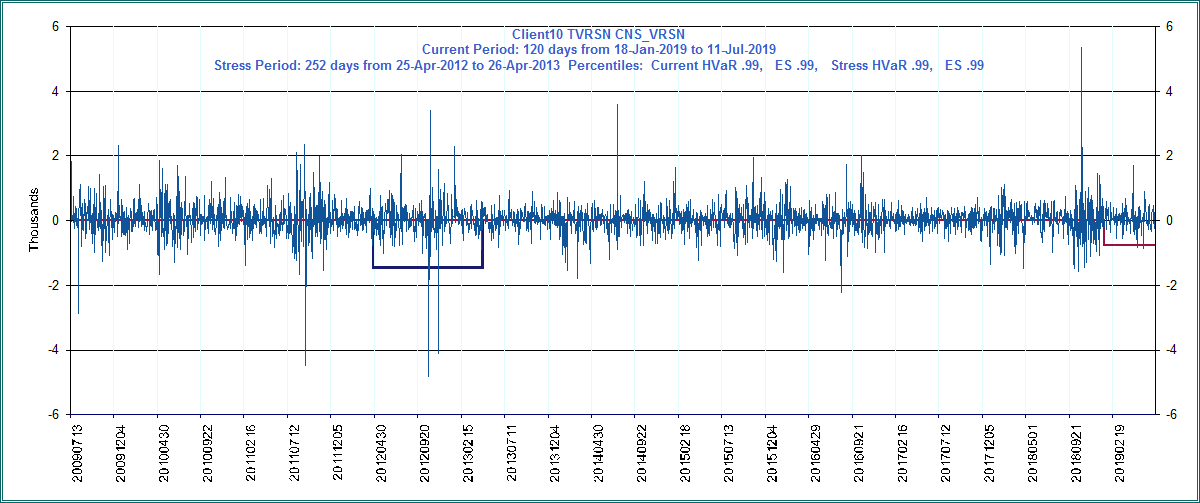 Client10 TVRSN CNS_VRSN
Current Period: 120 days from 18-Jan-2019 to 11-Jul-2019
Stress Period: 252 days from 25-Apr-2012 to 26-Apr-2013  Percentiles:  Current HVaR .99,   ES .99,    Stress HVaR .99,   ES .99
6 6
4 4
2 2
Thousands
0 0
-2 -2
-4 -4
-6 -6
20090713 20091204 20100430 20100922 20110216 20110712 20111205 20120430 20120920 20130215 20130711 20131204 20140430 20140922 20150218 20150713 20151204 20160429 20160921 20170216 20170712 20171205 20180501 20180921 20190219